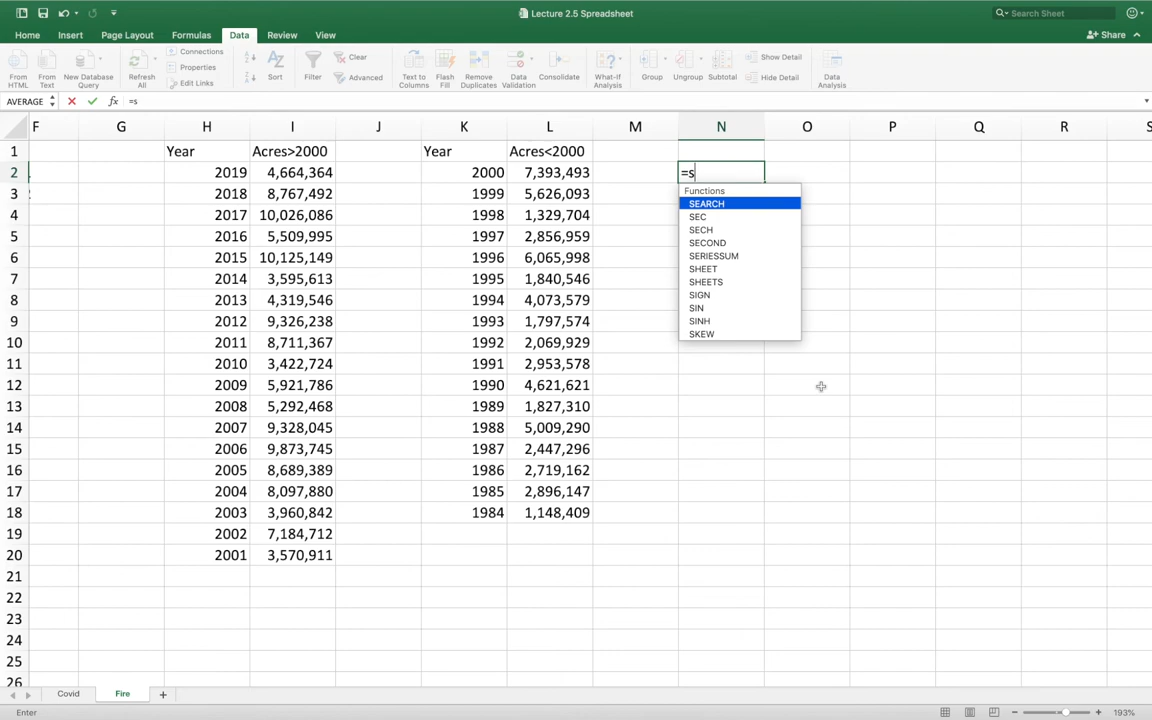 Lecture 2.5 Spreadsheet
Search Sheet
Home Insert Page Layout Formulas Data Review View
Share
From HTML
From Text
New Database Query
Refresh All
Connections
Properties
Edit Links
Sort
Filter
Clear
Advanced
Text to Columns
Flash Fill
Remove Duplicates
Data Validation
Consolidate
What-If Analysis
Group
Ungroup
Subtotal
Show Detail
Hide Detail
Data Analysis
AVERAGE fx =s
F G H I J K L M N O P Q R S
1 Year Acres>2000 Year Acres<2000
2 2019 4,664,364 2000 7,393,493 =s
3 2018 8,767,492 1999 5,626,093
4 2017 10,026,086 1998 1,329,704
5 2016 5,509,995 1997 2,856,959
6 2015 10,125,149 1996 6,065,998
7 2014 3,595,613 1995 1,840,546
8 2013 4,319,546 1994 4,073,579
9 2012 9,326,238 1993 1,797,574
10 2011 8,711,367 1992 2,069,929
11 2010 3,422,724 1991 2,953,578
12 2009 5,921,786 1990 4,621,621
13 2008 5,292,468 1989 1,827,310
14 2007 9,328,045 1988 5,009,290
15 2006 9,873,745 1987 2,447,296
16 2005 8,689,389 1986 2,719,162
17 2004 8,097,880 1985 2,896,147
18 2003 3,960,842 1984 1,148,409
19 2002 7,184,712
20 2001 3,570,911
21
22
23
24
25
26
Functions
SEARCH
SEC
SECH
SECOND
SERIESSUM
SHEET
SHEETS
SIGN
SIN
SINH
SKEW
Covid Fire
Enter 193%